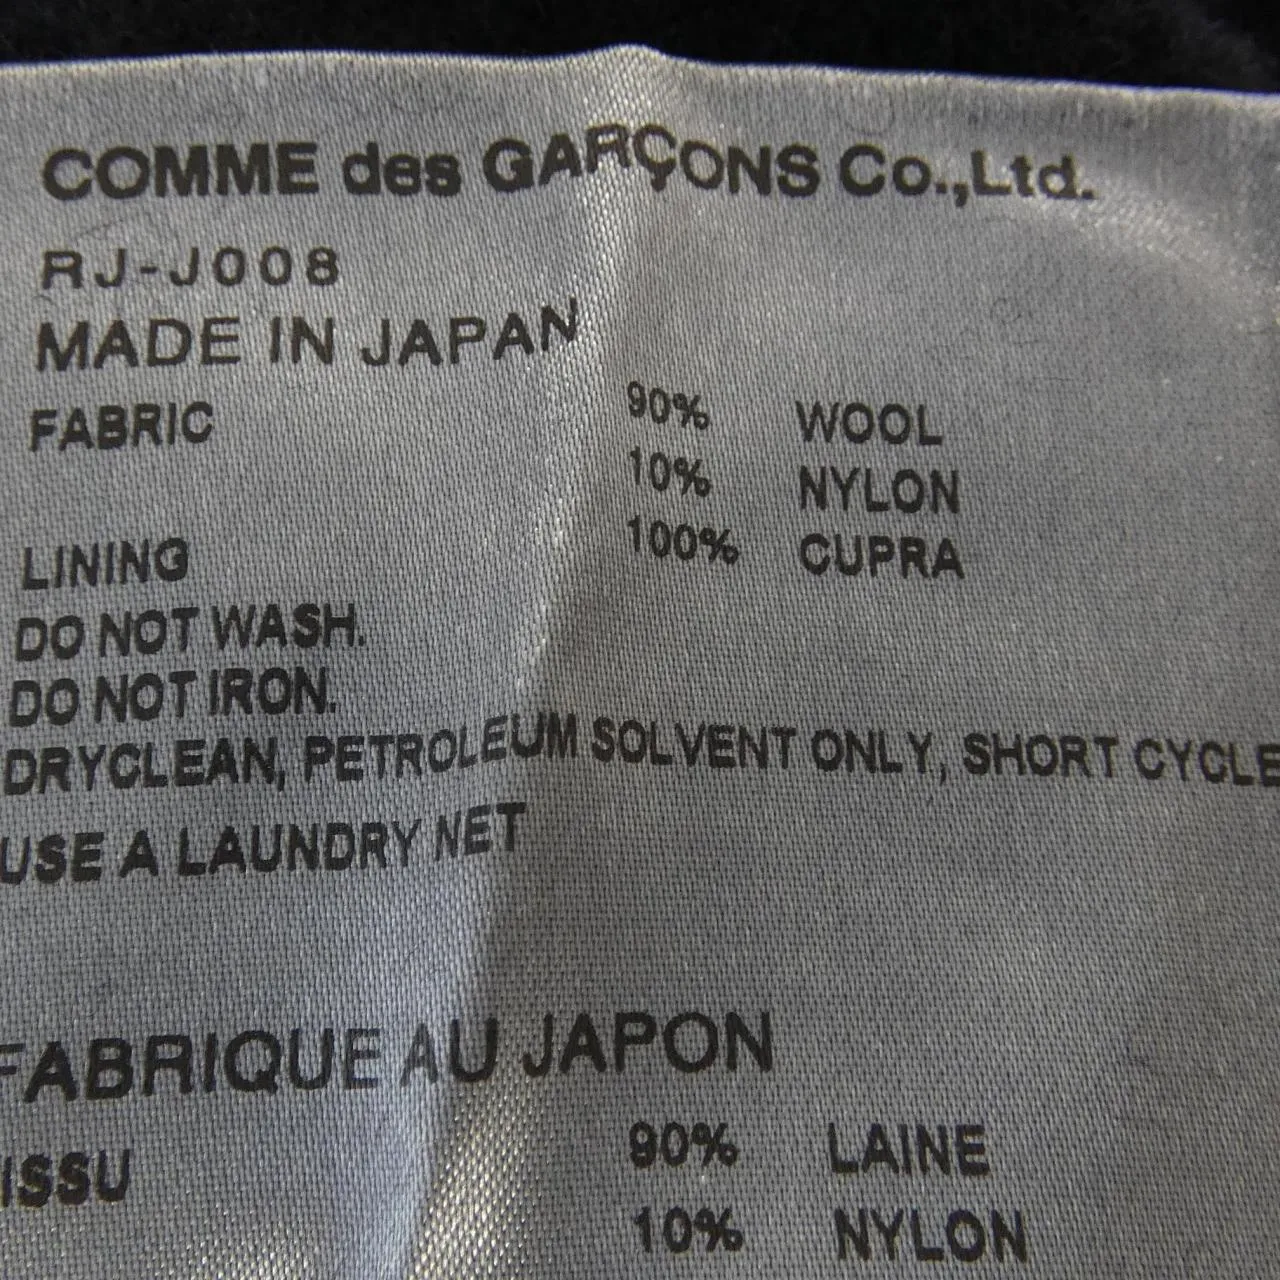 COMME des GARÇONS Co.,Ltd.
RJ-J008
MADE IN JAPAN
FABRIC 90% WOOL
10% NYLON
LINING 100% CUPRA
DO NOT WASH.
DO NOT IRON.
DRYCLEAN, PETROLEUM SOLVENT ONLY, SHORT CYCLE
USE A LAUNDRY NET
FABRIQUE AU JAPON
ISSU 90% LAINE
10% NYLON